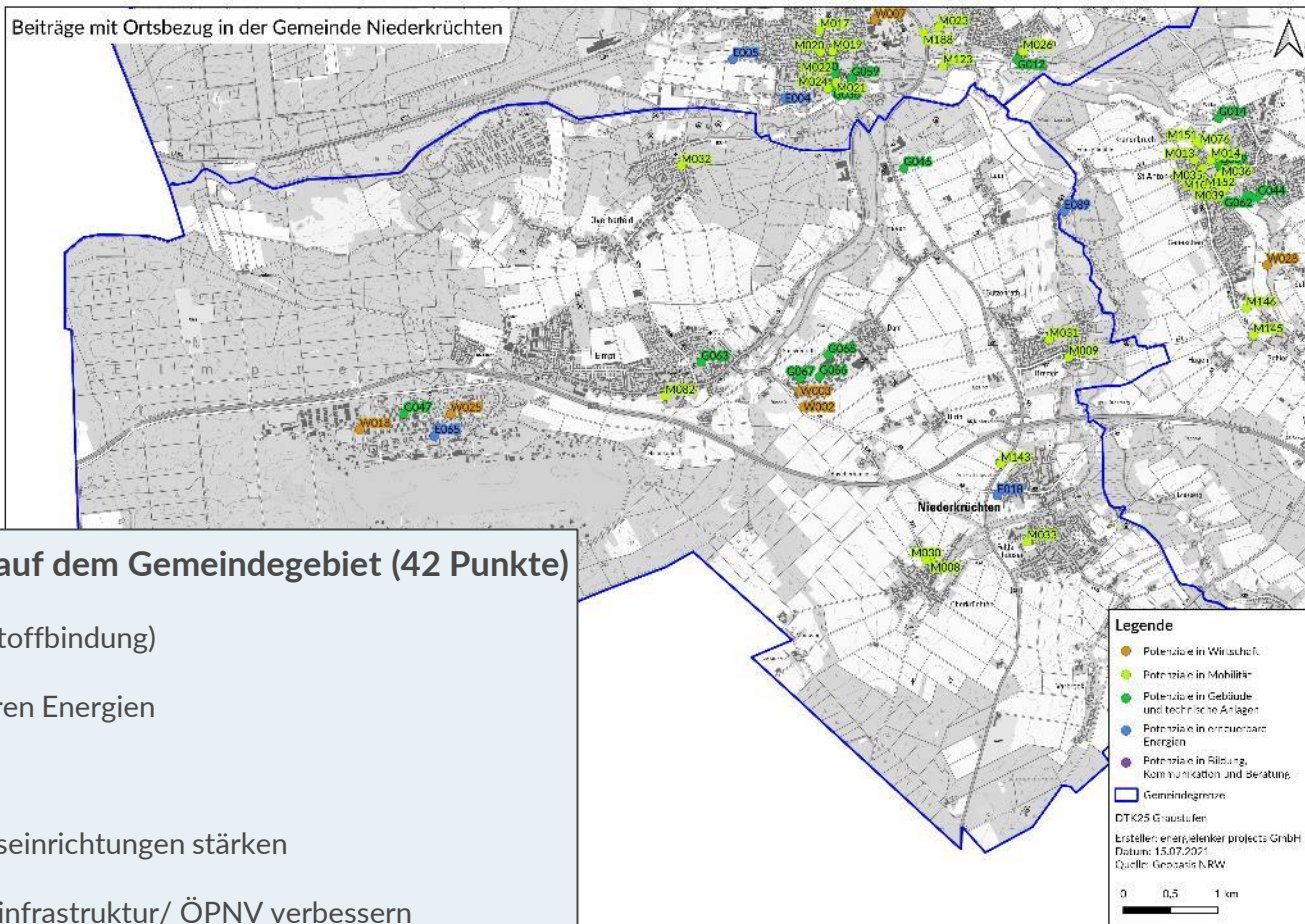 Beiträge mit Ortsbezug in der Gemeinde Niederkrüchten
M017
W007
M023
M188
E005
M020
M019
M026
G012
M123
M022
G059
M024
M021
E004
G014
M032
G046
M151
M076
M013
M014
St Anton
M035
M036
M152
M039
G062
G044
E089
W028
M146
M145
M031
M009
Elmpt
G063
G068
G067
G066
W003
W002
M082
G047
W025
W018
E065
M143
E018
Niederkrüchten
M033
M030
M008
auf dem Gemeindegebiet (42 Punkte)
toffbindung)
ren Energien
seinrichtungen stärken
infrastruktur/ ÖPNV verbessern
Legende
Potenziale in Wirtschaft
Potenziale in Mobilität
Potenziale in Gebäude
und technische Anlagen
Potenziale in erneuerbare
Energien
Potenziale in Bildung,
Kommunikation und Beratung
Gemeindegrenze
DTK25 Graustufen
Ersteller: energielenker projects GmbH
Datum: 15.07.2021
Quelle: Geobasis NRW
0 0,5 1 km